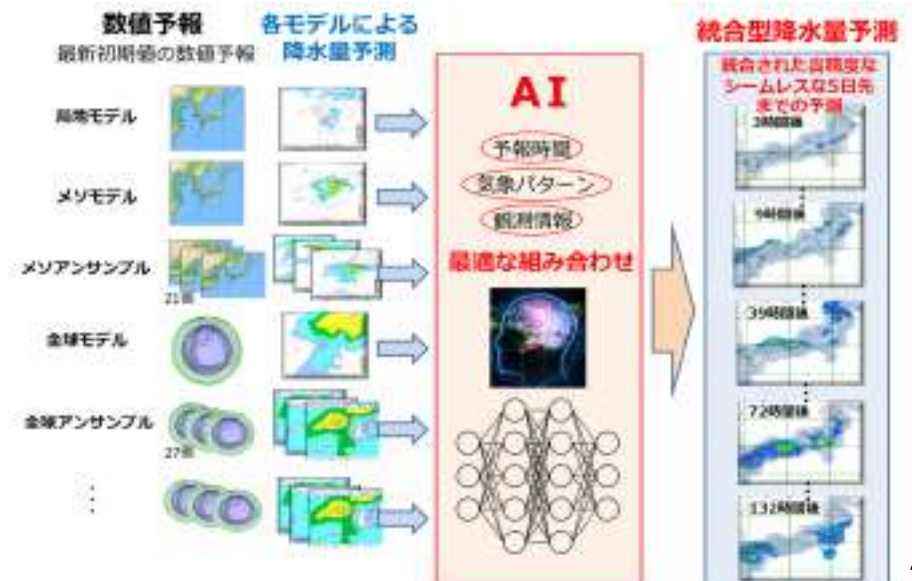 数値予報
最新初期値の数値予報
各モデルによる
降水量予測
局地モデル
メソモデル
メソアンサンブル
21個
全球モデル
全球アンサンブル
27個
AI
予報時間
気象パターン
観測情報
最適な組み合わせ
統合型降水量予測
統合された高精度な
シームレスな5日先
までの予測
3時間後
9時間後
39時間後
72時間後
132時間後